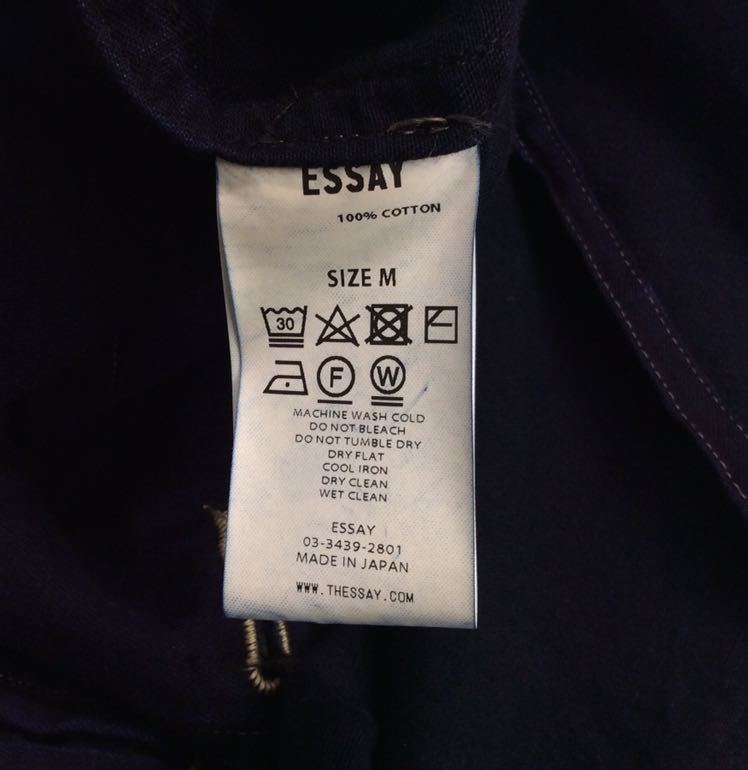 ESSAY
100% COTTON
SIZE M
30
F W
MACHINE WASH COLD
DO NOT BLEACH
DO NOT TUMBLE DRY
DRY FLAT
COOL IRON
DRY CLEAN
WET CLEAN
ESSAY
03-3439-2801
MADE IN JAPAN
WWW.THESSAY.COM